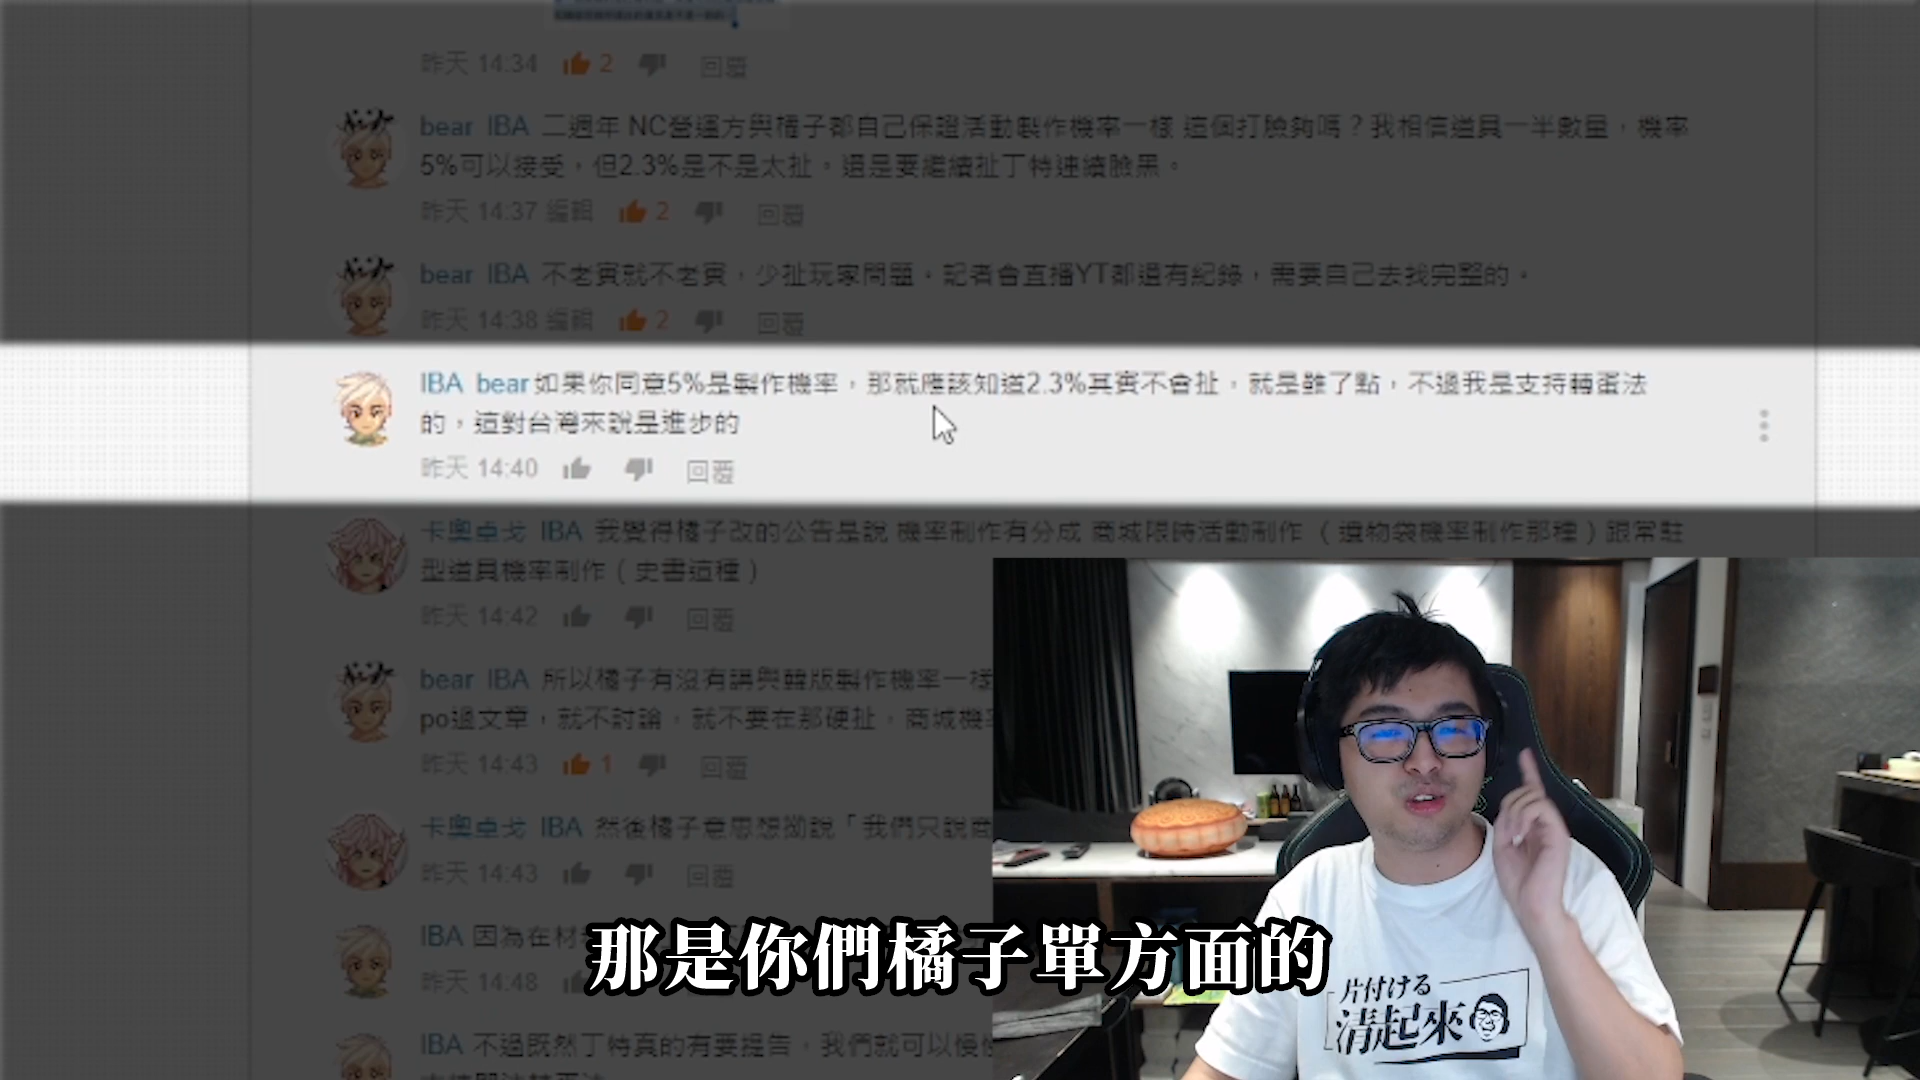 昨天 14:34 2 回覆
bear IBA 二週年 NC營運方與橘子都自己保證活動製作機率一樣 這個打臉夠嗎？我相信道具一半數量，機率
5%可以接受，但2.3%是不是太扯。還是要繼續扯丁特連續臉黑。
昨天 14:37 編輯 2 回覆
bear IBA 不老實就不老實，少扯玩家問題。記者會直播YT都還有紀錄，需要自己去找完整的。
昨天 14:38 編輯 2 回覆
IBA bear如果你同意5%是製作機率，那就應該知道2.3%其實不會扯，就是雖了點，不過我是支持轉蛋法
的，這對台灣來說是進步的
昨天 14:40 回覆
卡奧卓戈 IBA 我覺得橘子改的公告是說 機率制作有分成 商城限時活動制作 （遺物袋機率制作那種）跟常駐
型道具機率制作（史書這種）
昨天 14:42 回覆
bear IBA 所以橘子有沒有講與韓版製作機率一樣
po過文章，就不討論，就不要在那硬扯，商城機率
昨天 14:43 1 回覆
卡奧卓戈 IBA 然後橘子意思想拗說「我們只說商
昨天 14:43 回覆
IBA 因為在材
昨天 14:48
IBA 不過既然丁特真的有要提告，我們就可以慢慢
那是你們橘子單方面的
片付ける
清起來